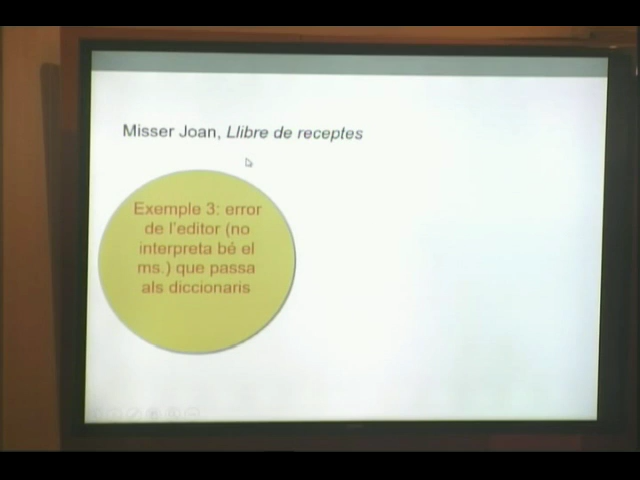 Misser Joan, Llibre de receptes
Exemple 3: error
de l'editor (no
interpreta bé el
ms.) que passa
als diccionaris